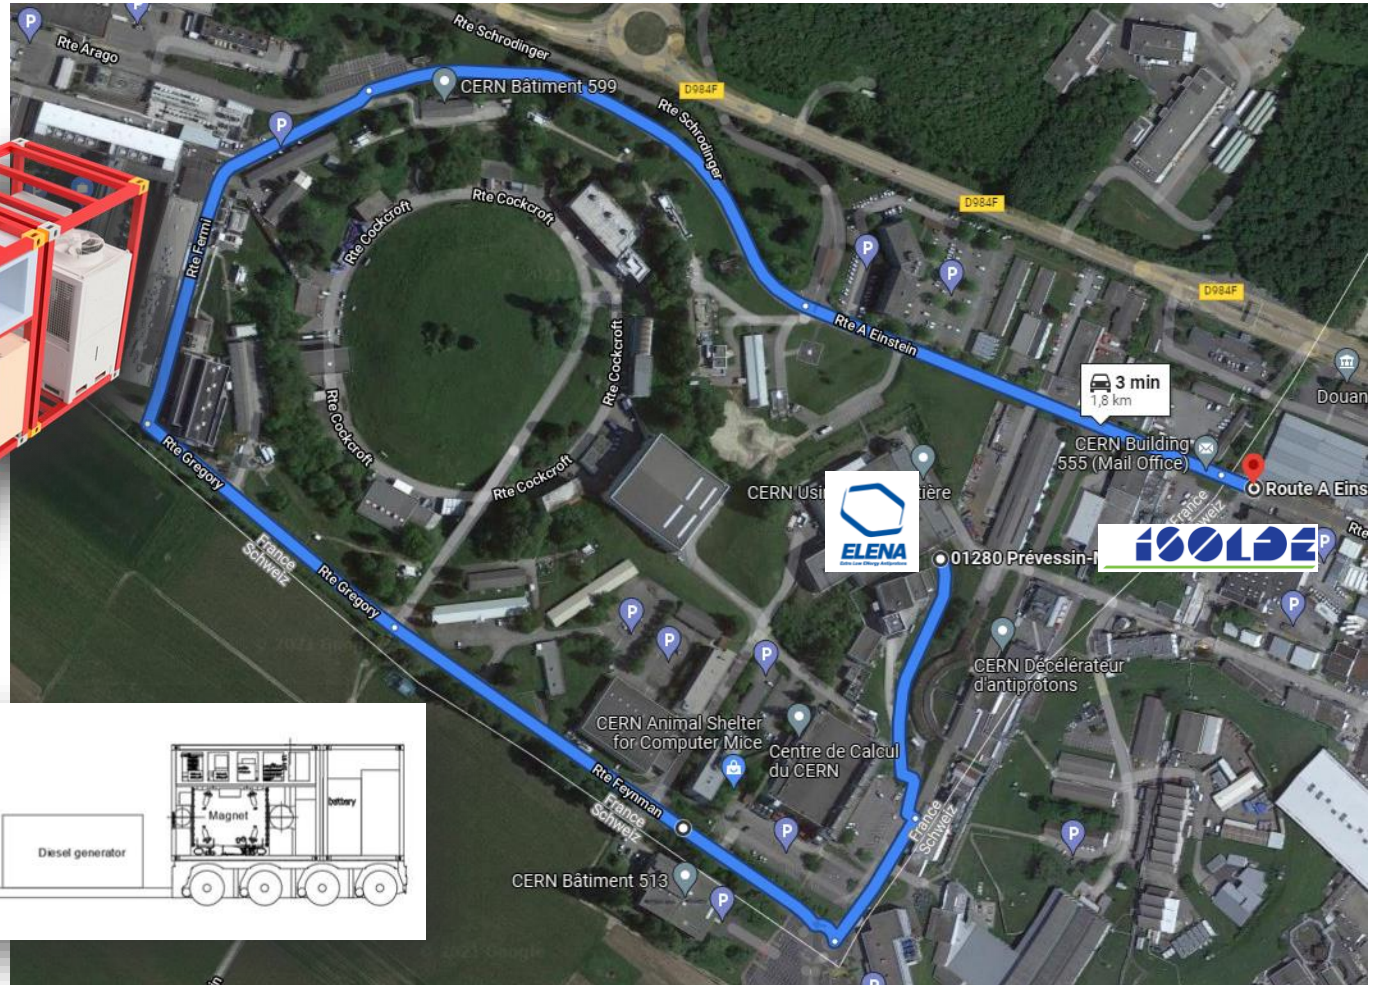 Rte Schrodinger
Rte Arago
P
P
CERN Bâtiment 599
D984F
Rte Schrodinger
P
Rte Cockcroft
Rte Cockcroft
D984F
Rte Fermi
P
P
D984F
Rte A Einstein
Rte Cockcroft
3 min
1,8 km
Douan
Rte Cockcroft
CERN Building
555 (Mail Office)
Rte Gregory
Rte Cockcroft
CERN Usi
tière
Route A Eins
France
Schweiz
Rte
ELENA
Extra Low ENergy Antiprotons
ISOLDE
P
01280 Prévessin-M
France
Schweiz
Rte Gregory
P
P
P
P
CERN Décélérateur
d'antiprotons
CERN Animal Shelter
for Computer Mice
Centre de Calcul
du CERN
Rte Feynman
France
Schweiz
P
France
Schweiz
P
CERN Bâtiment 513
P
P
battery
Magnet
Diesel generator